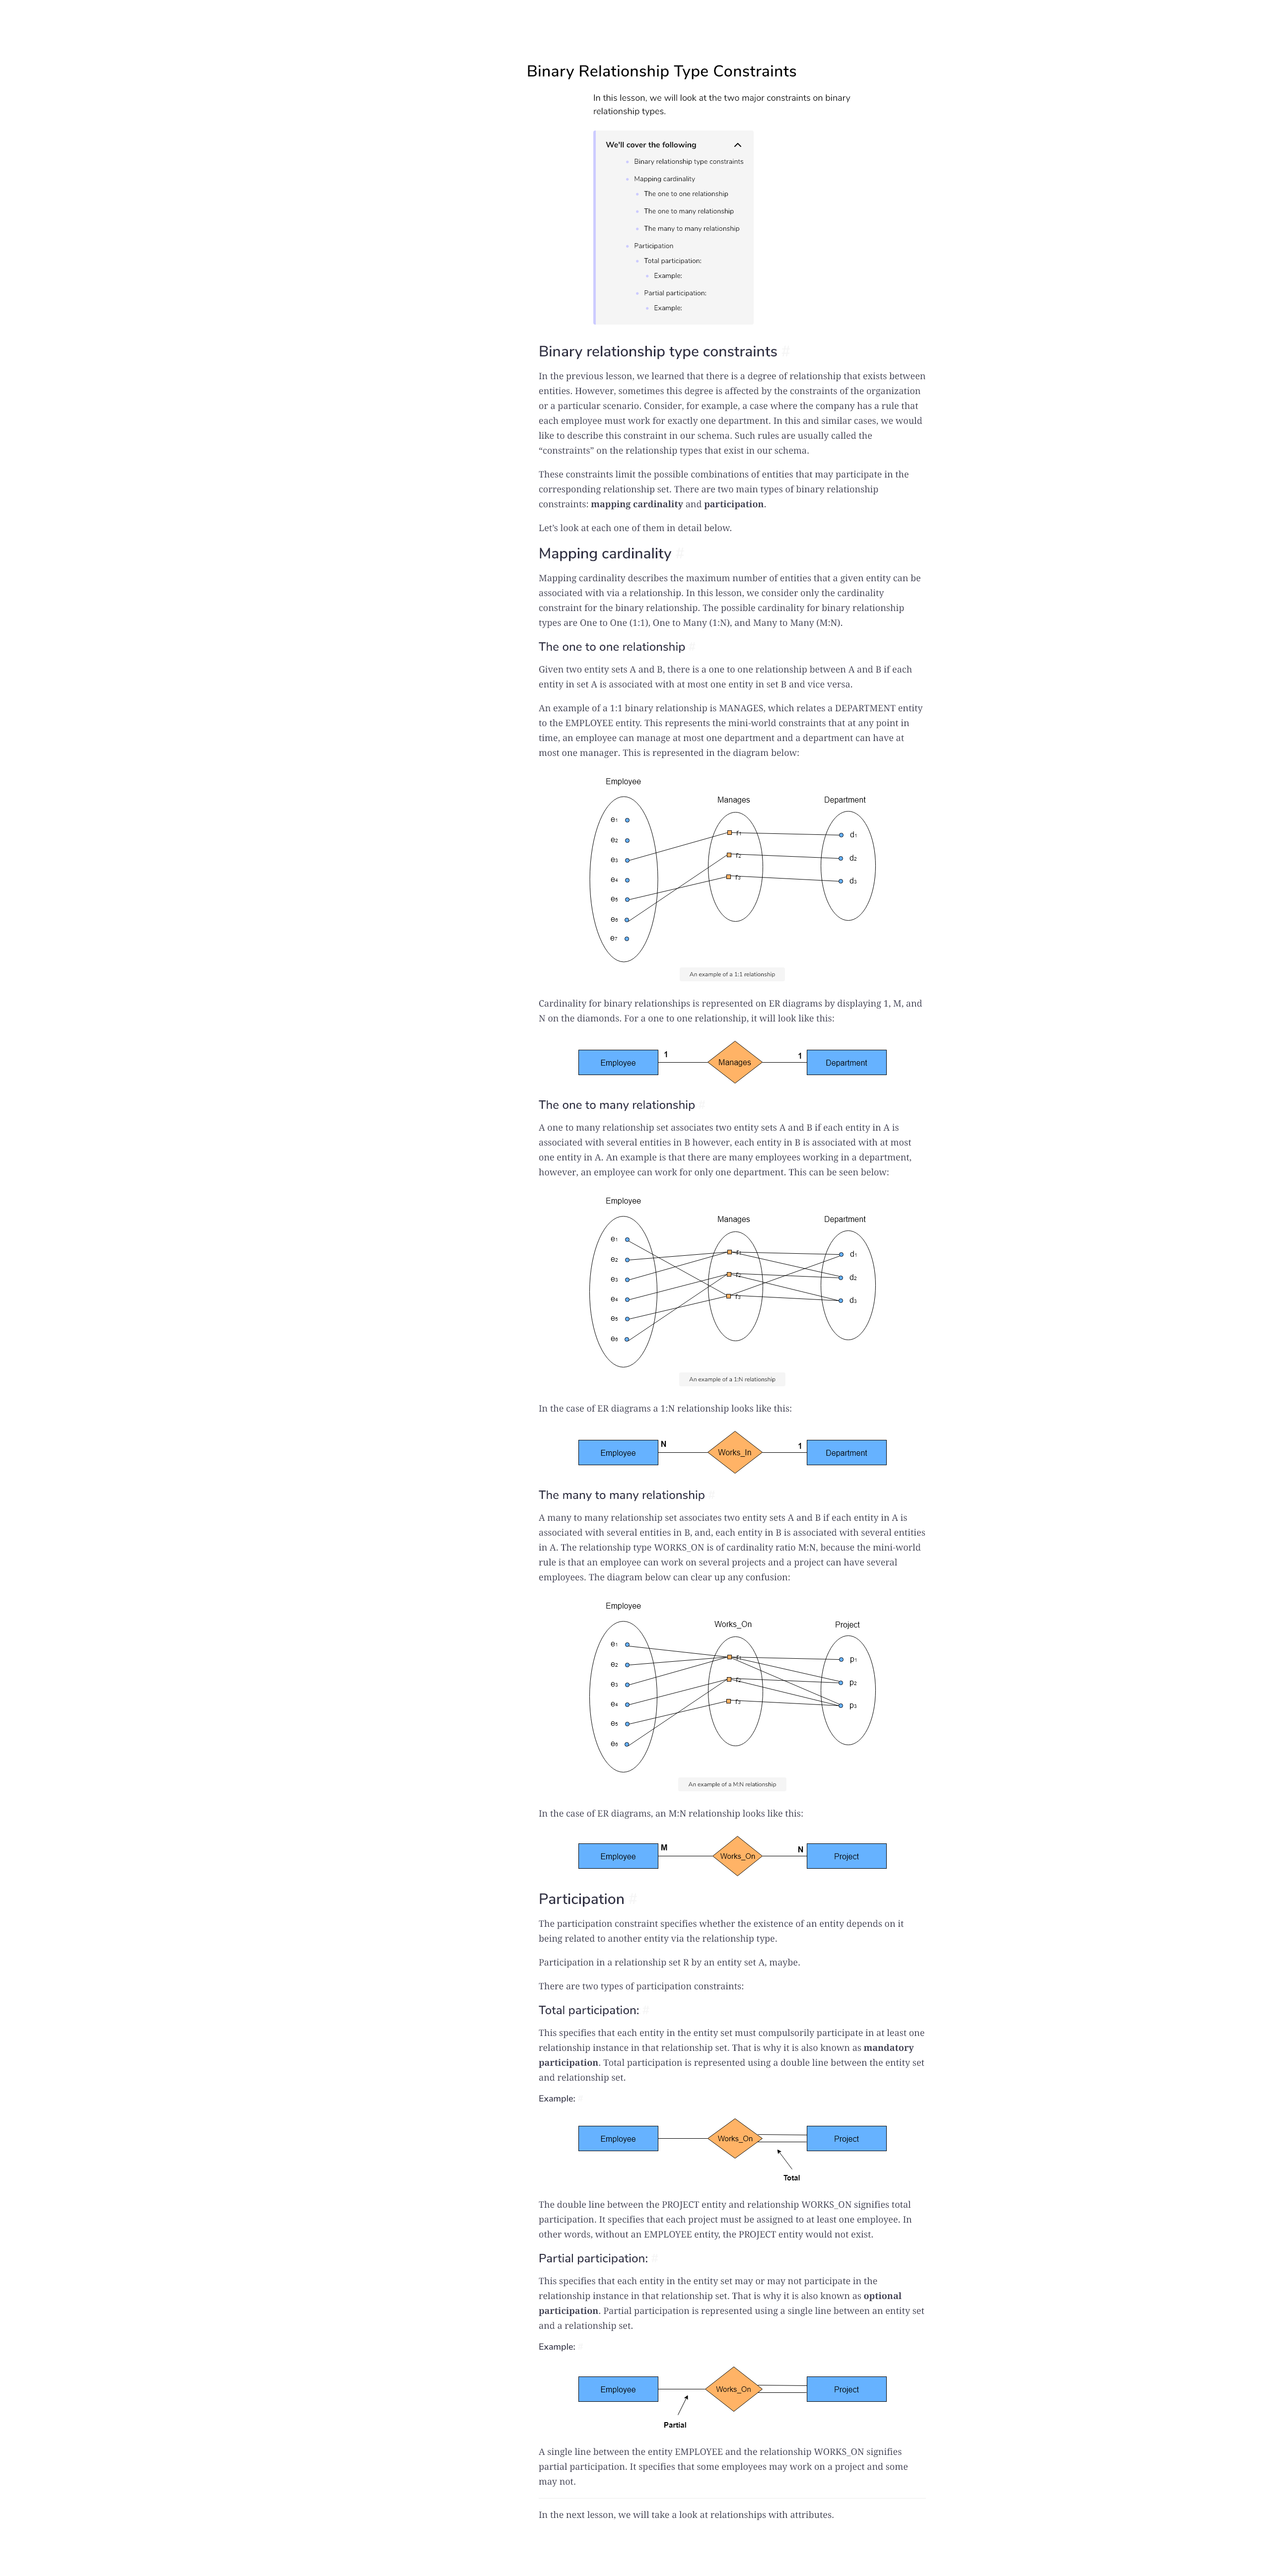 Binary Relationship Type Constraints
In this lesson, we will look at the two major constraints on binary
relationship types.
We'll cover the following
Binary relationship type constraints
Mapping cardinality
The one to one relationship
The one to many relationship
The many to many relationship
Participation
Total participation:
Example:
Partial participation:
Example:
Binary relationship type constraints #
In the previous lesson, we learned that there is a degree of relationship that exists between
entities. However, sometimes this degree is affected by the constraints of the organization
or a particular scenario. Consider, for example, a case where the company has a rule that
each employee must work for exactly one department. In this and similar cases, we would
like to describe this constraint in our schema. Such rules are usually called the
“constraints” on the relationship types that exist in our schema.
These constraints limit the possible combinations of entities that may participate in the
corresponding relationship set. There are two main types of binary relationship
constraints: mapping cardinality and participation.
Let’s look at each one of them in detail below.
Mapping cardinality #
Mapping cardinality describes the maximum number of entities that a given entity can be
associated with via a relationship. In this lesson, we consider only the cardinality
constraint for the binary relationship. The possible cardinality for binary relationship
types are One to One (1:1), One to Many (1:N), and Many to Many (M:N).
The one to one relationship #
Given two entity sets A and B, there is a one to one relationship between A and B if each
entity in set A is associated with at most one entity in set B and vice versa.
An example of a 1:1 binary relationship is MANAGES, which relates a DEPARTMENT entity
to the EMPLOYEE entity. This represents the mini-world constraints that at any point in
time, an employee can manage at most one department and a department can have at
most one manager. This is represented in the diagram below:
Employee
Manages
Department
e1
e2
e3
e4
e5
e6
e7
r1
r2
r3
d1
d2
d3
An example of a 1:1 relationship
Cardinality for binary relationships is represented on ER diagrams by displaying 1, M, and
N on the diamonds. For a one to one relationship, it will look like this:
Employee 1 Manages 1 Department
The one to many relationship #
A one to many relationship set associates two entity sets A and B if each entity in A is
associated with several entities in B however, each entity in B is associated with at most
one entity in A. An example is that there are many employees working in a department,
however, an employee can work for only one department. This can be seen below:
Employee
Manages
Department
e1
e2
e3
e4
e5
e6
r1
r2
r3
d1
d2
d3
An example of a 1:N relationship
In the case of ER diagrams a 1:N relationship looks like this:
Employee N Works_In 1 Department
The many to many relationship #
A many to many relationship set associates two entity sets A and B if each entity in A is
associated with several entities in B, and, each entity in B is associated with several entities
in A. The relationship type WORKS_ON is of cardinality ratio M:N, because the mini-world
rule is that an employee can work on several projects and a project can have several
employees. The diagram below can clear up any confusion:
Employee
Works_On
Project
e1
e2
e3
e4
e5
e6
r1
r2
r3
p1
p2
p3
An example of a M:N relationship
In the case of ER diagrams, an M:N relationship looks like this:
Employee M Works_On N Project
Participation #
The participation constraint specifies whether the existence of an entity depends on it
being related to another entity via the relationship type.
Participation in a relationship set R by an entity set A, maybe.
There are two types of participation constraints:
Total participation: #
This specifies that each entity in the entity set must compulsorily participate in at least one
relationship instance in that relationship set. That is why it is also known as mandatory
participation. Total participation is represented using a double line between the entity set
and relationship set.
Example: #
Employee Works_On Project
Total
The double line between the PROJECT entity and relationship WORKS_ON signifies total
participation. It specifies that each project must be assigned to at least one employee. In
other words, without an EMPLOYEE entity, the PROJECT entity would not exist.
Partial participation: #
This specifies that each entity in the entity set may or may not participate in the
relationship instance in that relationship set. That is why it is also known as optional
participation. Partial participation is represented using a single line between an entity set
and a relationship set.
Example: #
Employee Works_On Project
Partial
A single line between the entity EMPLOYEE and the relationship WORKS_ON signifies
partial participation. It specifies that some employees may work on a project and some
may not.
In the next lesson, we will take a look at relationships with attributes.